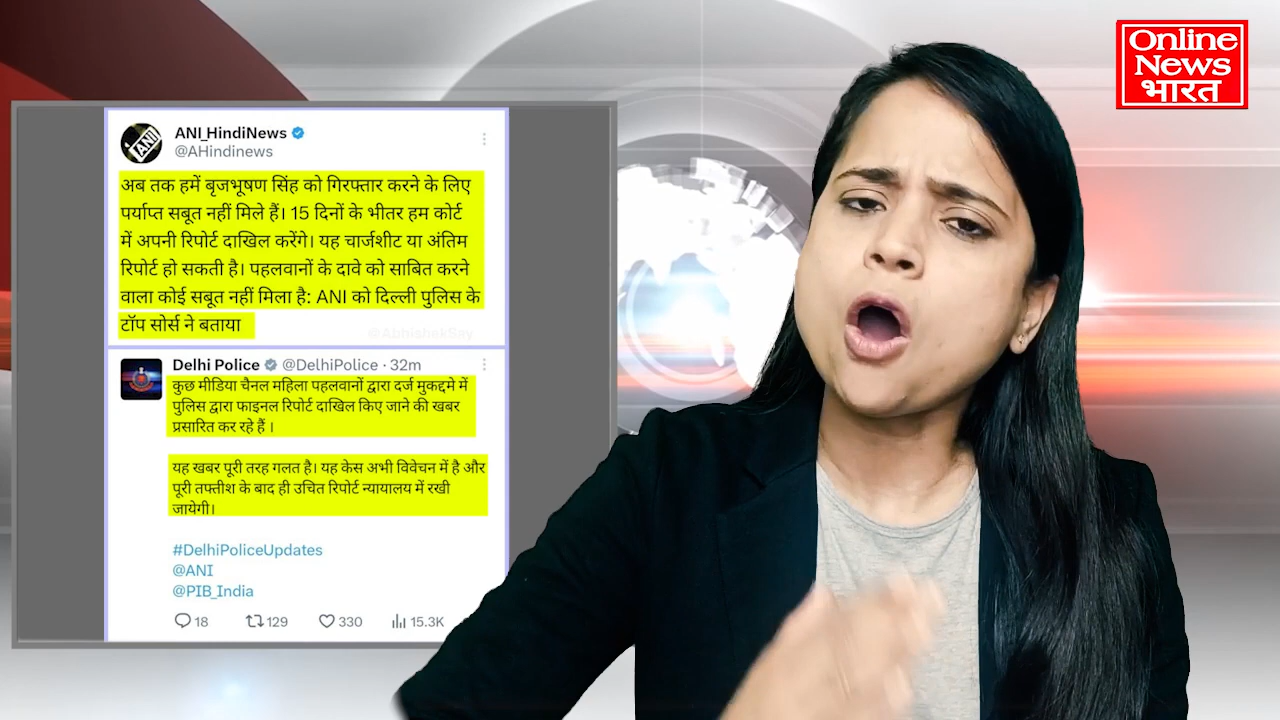 Online
News
भारत
ANI_HindiNews
@AHindinews
अब तक हमें बृजभूषण सिंह को गिरफ्तार करने के लिए
पर्याप्त सबूत नहीं मिले हैं। 15 दिनों के भीतर हम कोर्ट
में अपनी रिपोर्ट दाखिल करेंगे। यह चार्जशीट या अंतिम
रिपोर्ट हो सकती है। पहलवानों के दावे को साबित करने
वाला कोई सबूत नहीं मिला है: ANI को दिल्ली पुलिस के
टॉप सोर्स ने बताया
@AbhishekSay
Delhi Police @DelhiPolice · 32m
कुछ मीडिया चैनल महिला पहलवानों द्वारा दर्ज मुकद्दमे में
पुलिस द्वारा फाइनल रिपोर्ट दाखिल किए जाने की खबर
प्रसारित कर रहे हैं ।
यह खबर पूरी तरह गलत है। यह केस अभी विवेचन में है और
पूरी तफ्तीश के बाद ही उचित रिपोर्ट न्यायालय में रखी
जायेगी।
#DelhiPoliceUpdates
@ANI
@PIB_India
18 129 330 15.3K